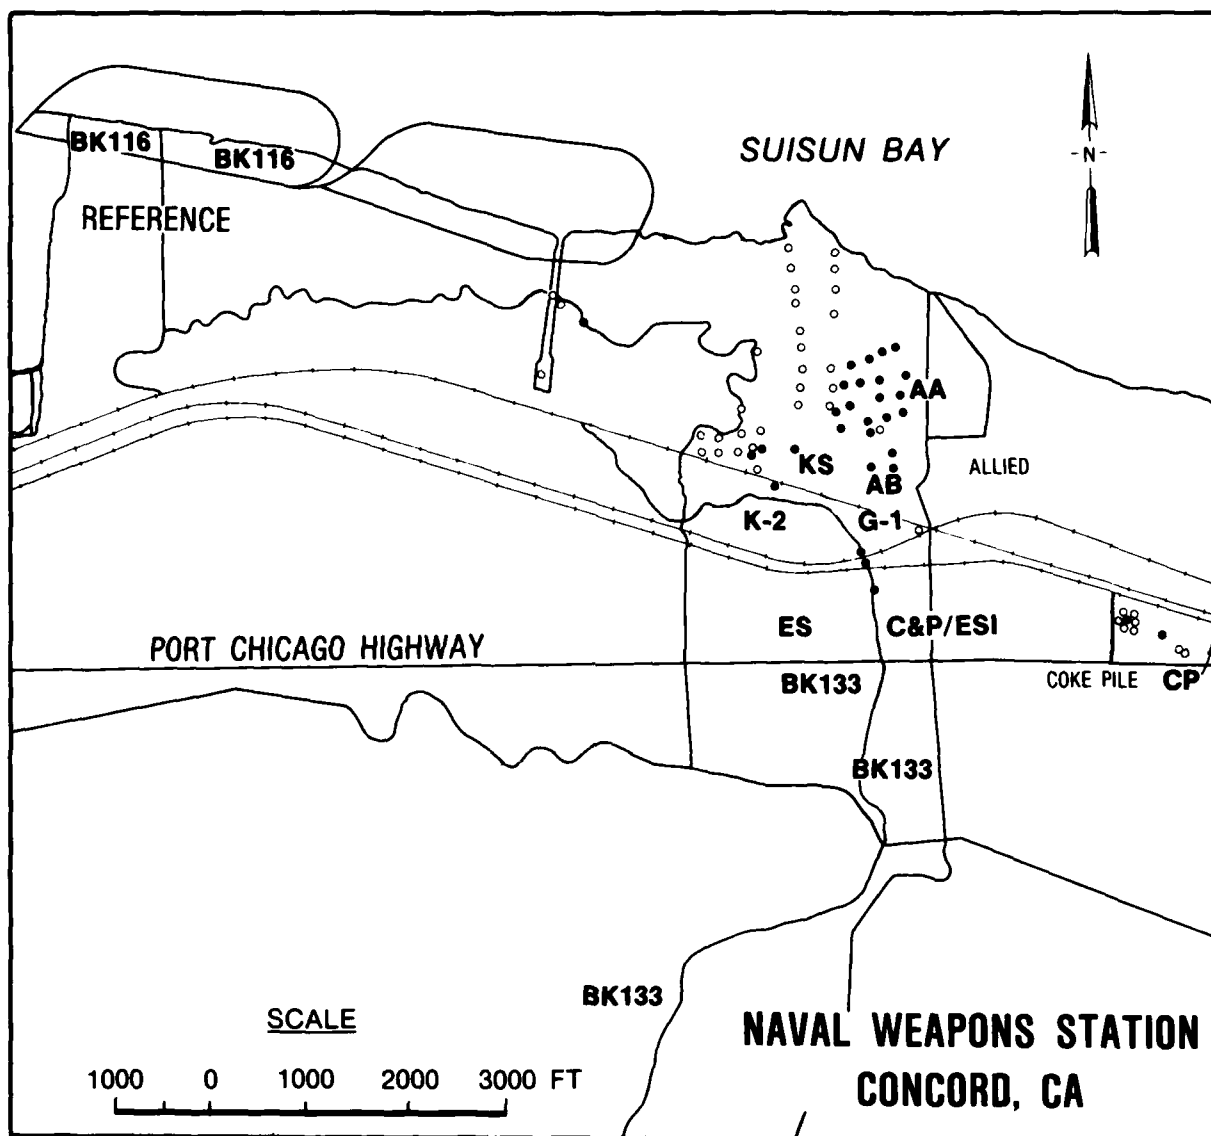 SUISUN BAY
BK116
BK116
-N-
REFERENCE
AA
KS
ALLIED
AB
K-2
G-1
ES
C&P/ESI
PORT CHICAGO HIGHWAY
BK133
COKE PILE
CP
BK133
BK133
SCALE
NAVAL WEAPONS STATION
CONCORD, CA
1000 0 1000 2000 3000 FT